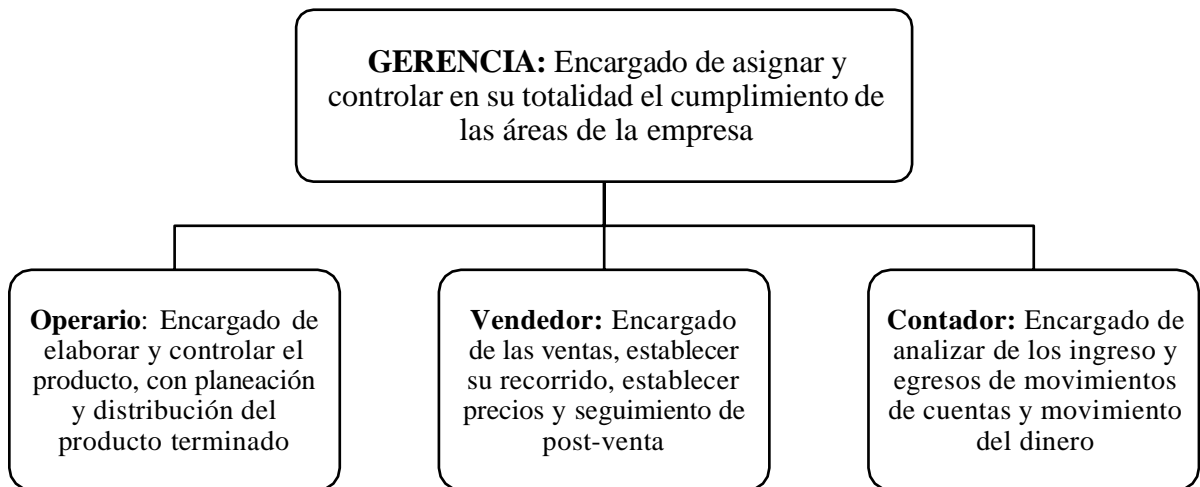 GERENCIA: Encargado de asignar y
controlar en su totalidad el cumplimiento de
las áreas de la empresa
Operario: Encargado de
elaborar y controlar el
producto, con planeación
y distribución del
producto terminado
Vendedor: Encargado
de las ventas, establecer
su recorrido, establecer
precios y seguimiento de
post-venta
Contador: Encargado de
analizar de los ingreso y
egresos de movimientos
de cuentas y movimiento
del dinero